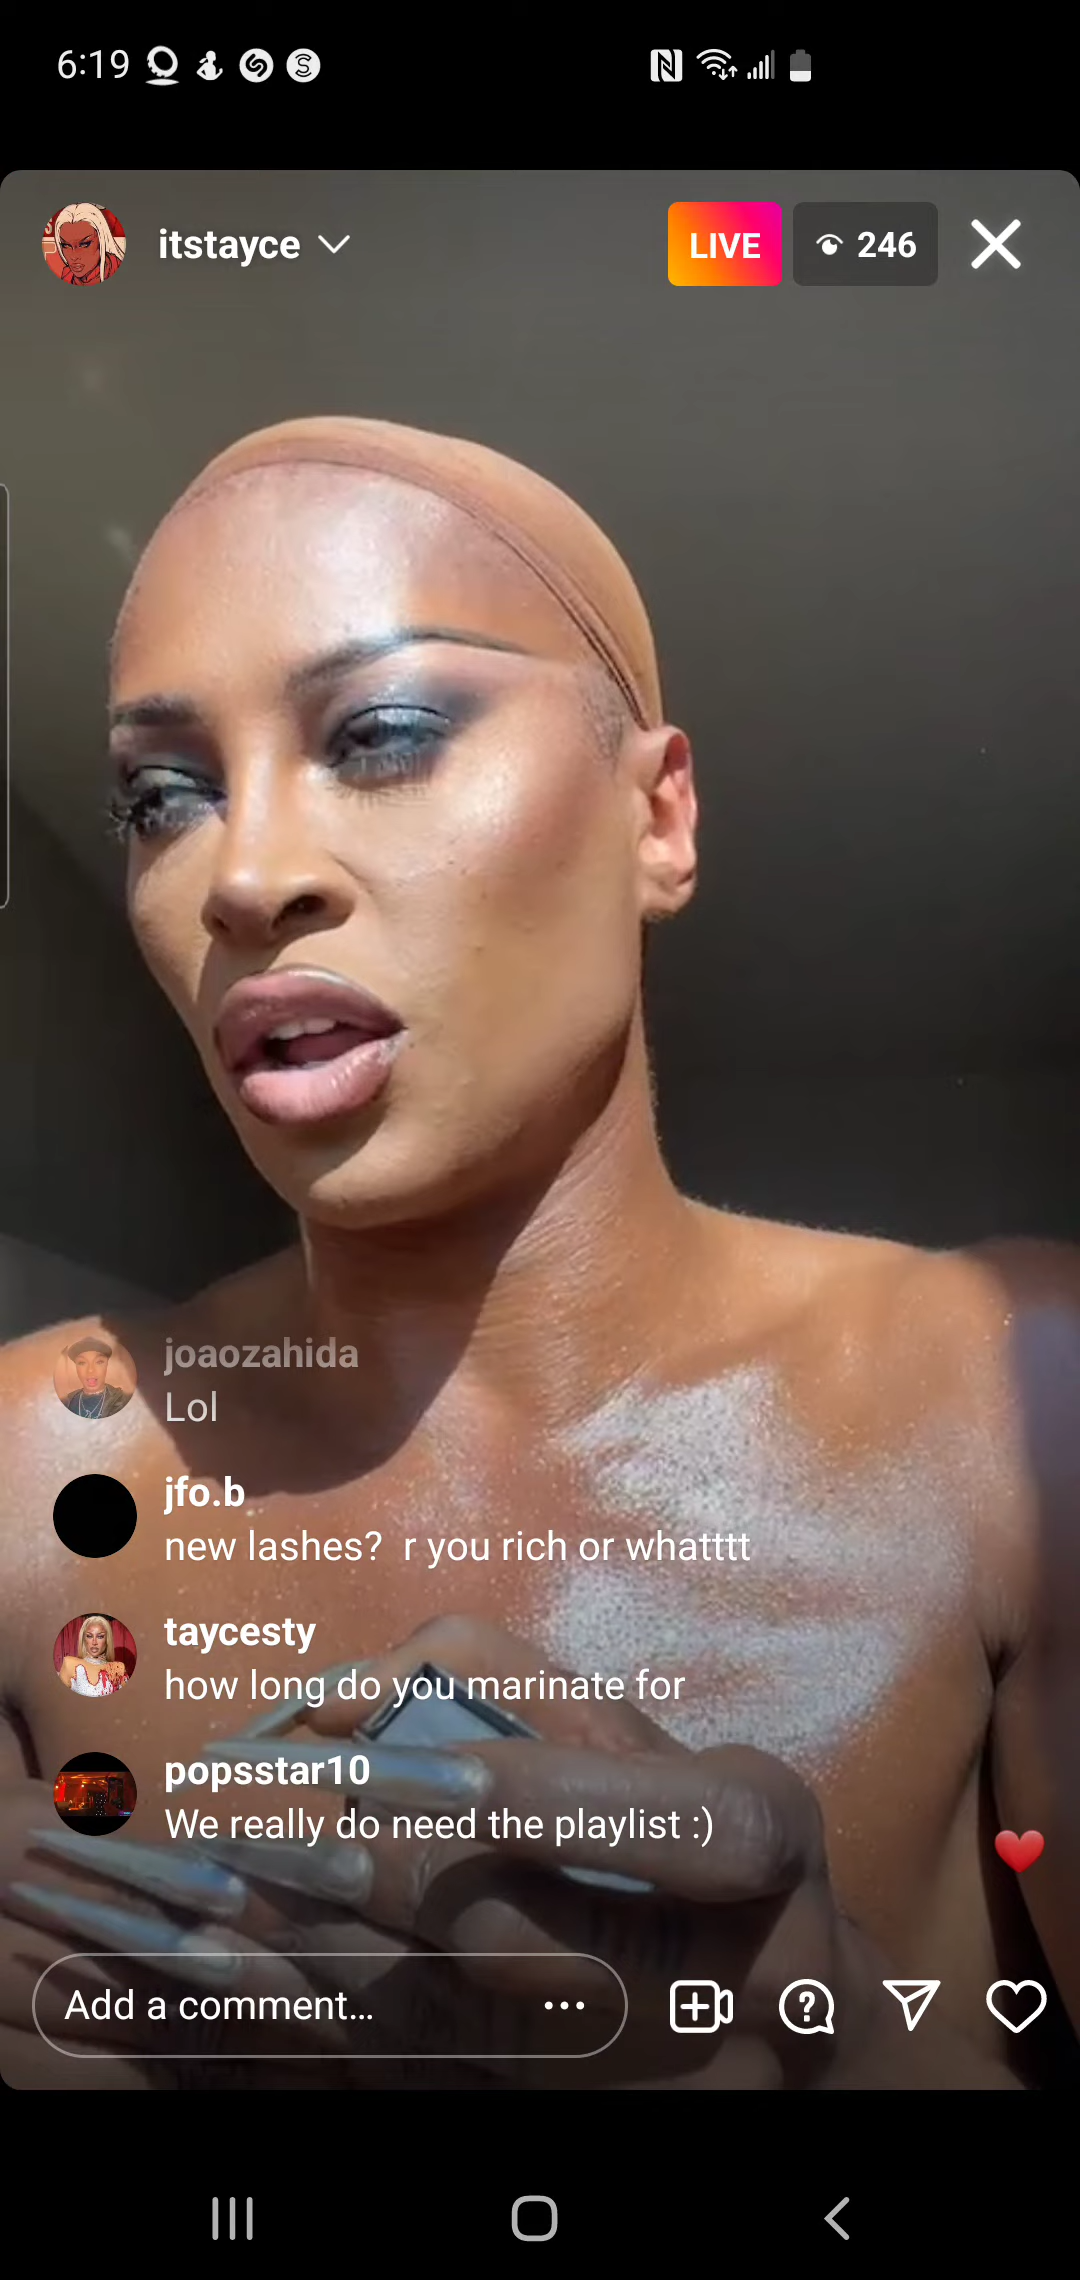 6:19
itstayce
LIVE
246
joaozahida
Lol
jfo.b
new lashes?  r you rich or whatttt
taycesty
how long do you marinate for
popsstar10
We really do need the playlist :)
Add a comment...